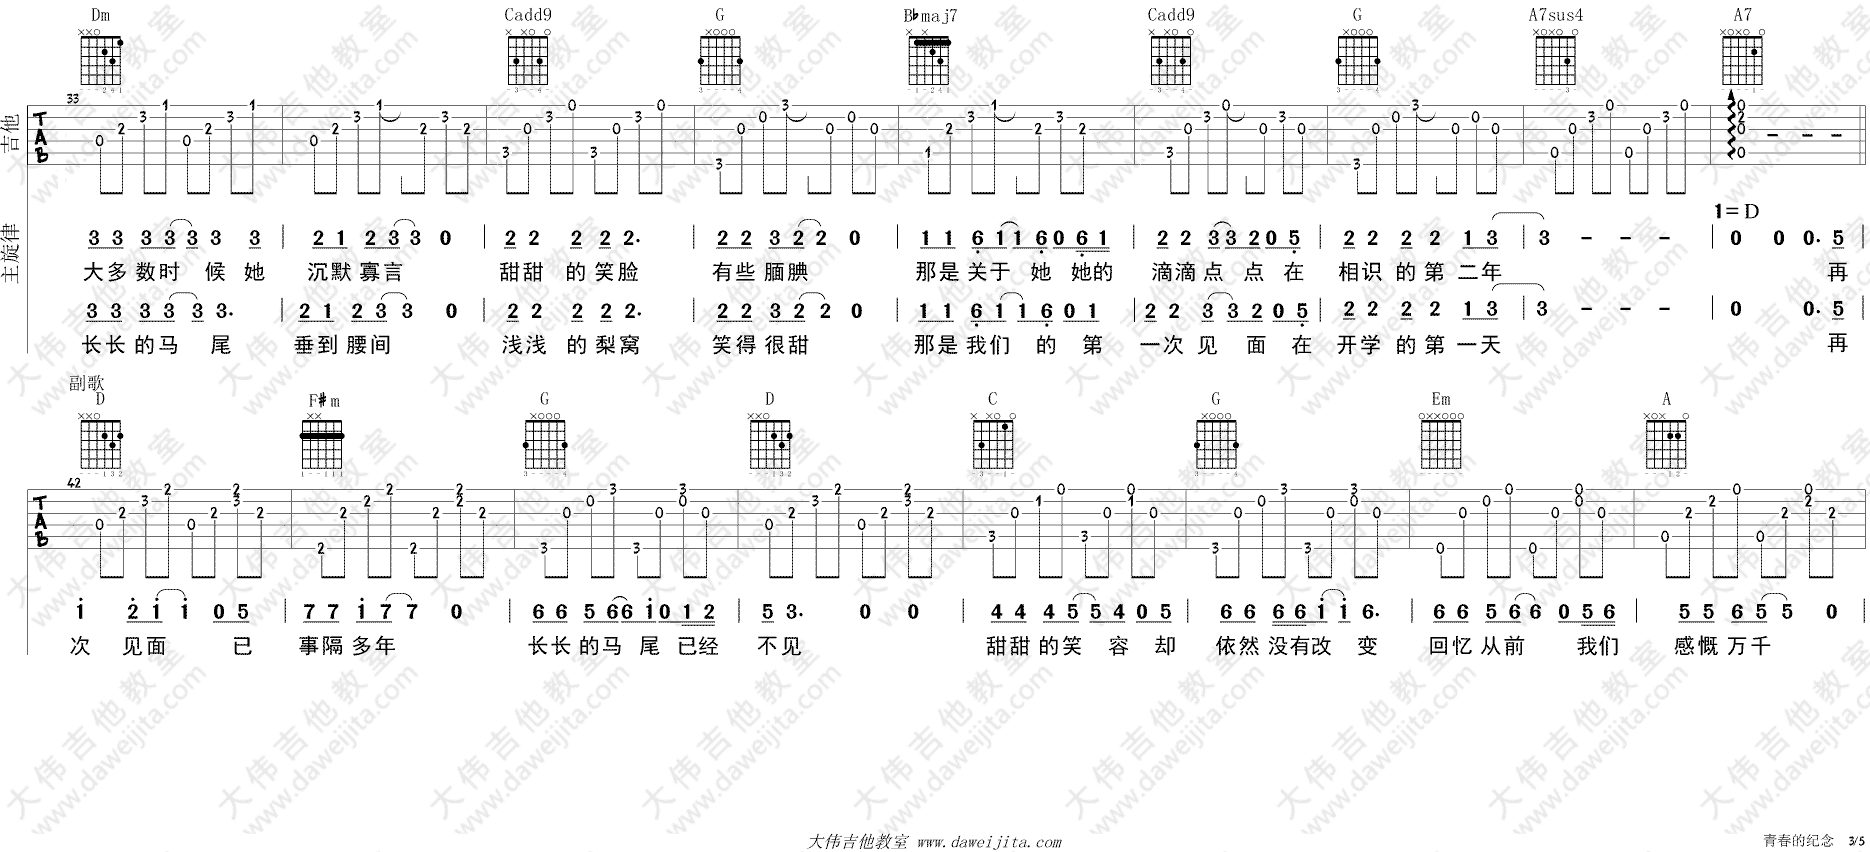 Dm Cadd9 G B♭maj7 Cadd9 G A7sus4 A7
33
吉他
TAB
主旋律
1=D
3 3 3 3 3 3 3 2 1 2 3 3 0 2 2 2 2 2. 2 2 3 2 2 0 1 1 6 1 1 6 0 6 1 2 2 3 3 2 0 5 2 2 2 2 1 3 3 - - - 0 0 0. 5
大多数时 候她 沉默寡言 甜甜 的笑脸 有些腼腆 那是关于她 她的 滴滴点 点 在 相识 的第 二年 再
3 3 3 3 3 3 3. 2 1 2 3 3 0 2 2 2 2 2. 2 2 3 2 2 0 1 1 6 1 1 6 0 1 2 2 3 3 2 0 5 2 2 2 2 1 3 3 - - - 0 0. 5
长长的马 尾 垂到腰间 浅浅 的梨窝 笑得很甜 那是我们 的 第 一次见 面在 开学 的第一天 再
副歌
D F#m G D C G Em A
42
TAB
1 2 1 1 0 5 7 7 1 7 7 0 6 6 5 6 6 1 0 1 2 5 3. 0 0 4 4 4 5 5 4 0 5 6 6 6 6 1 1 6. 6 6 5 6 6 0 5 6 5 5 6 5 5 0
次 见面 已 事隔多年 长长的马 尾 已经 不见 甜甜的笑 容 却 依然没有改 变 回忆从前 我们 感慨万千
大伟吉他教室 www.daweijita.com
青春的纪念 3/5